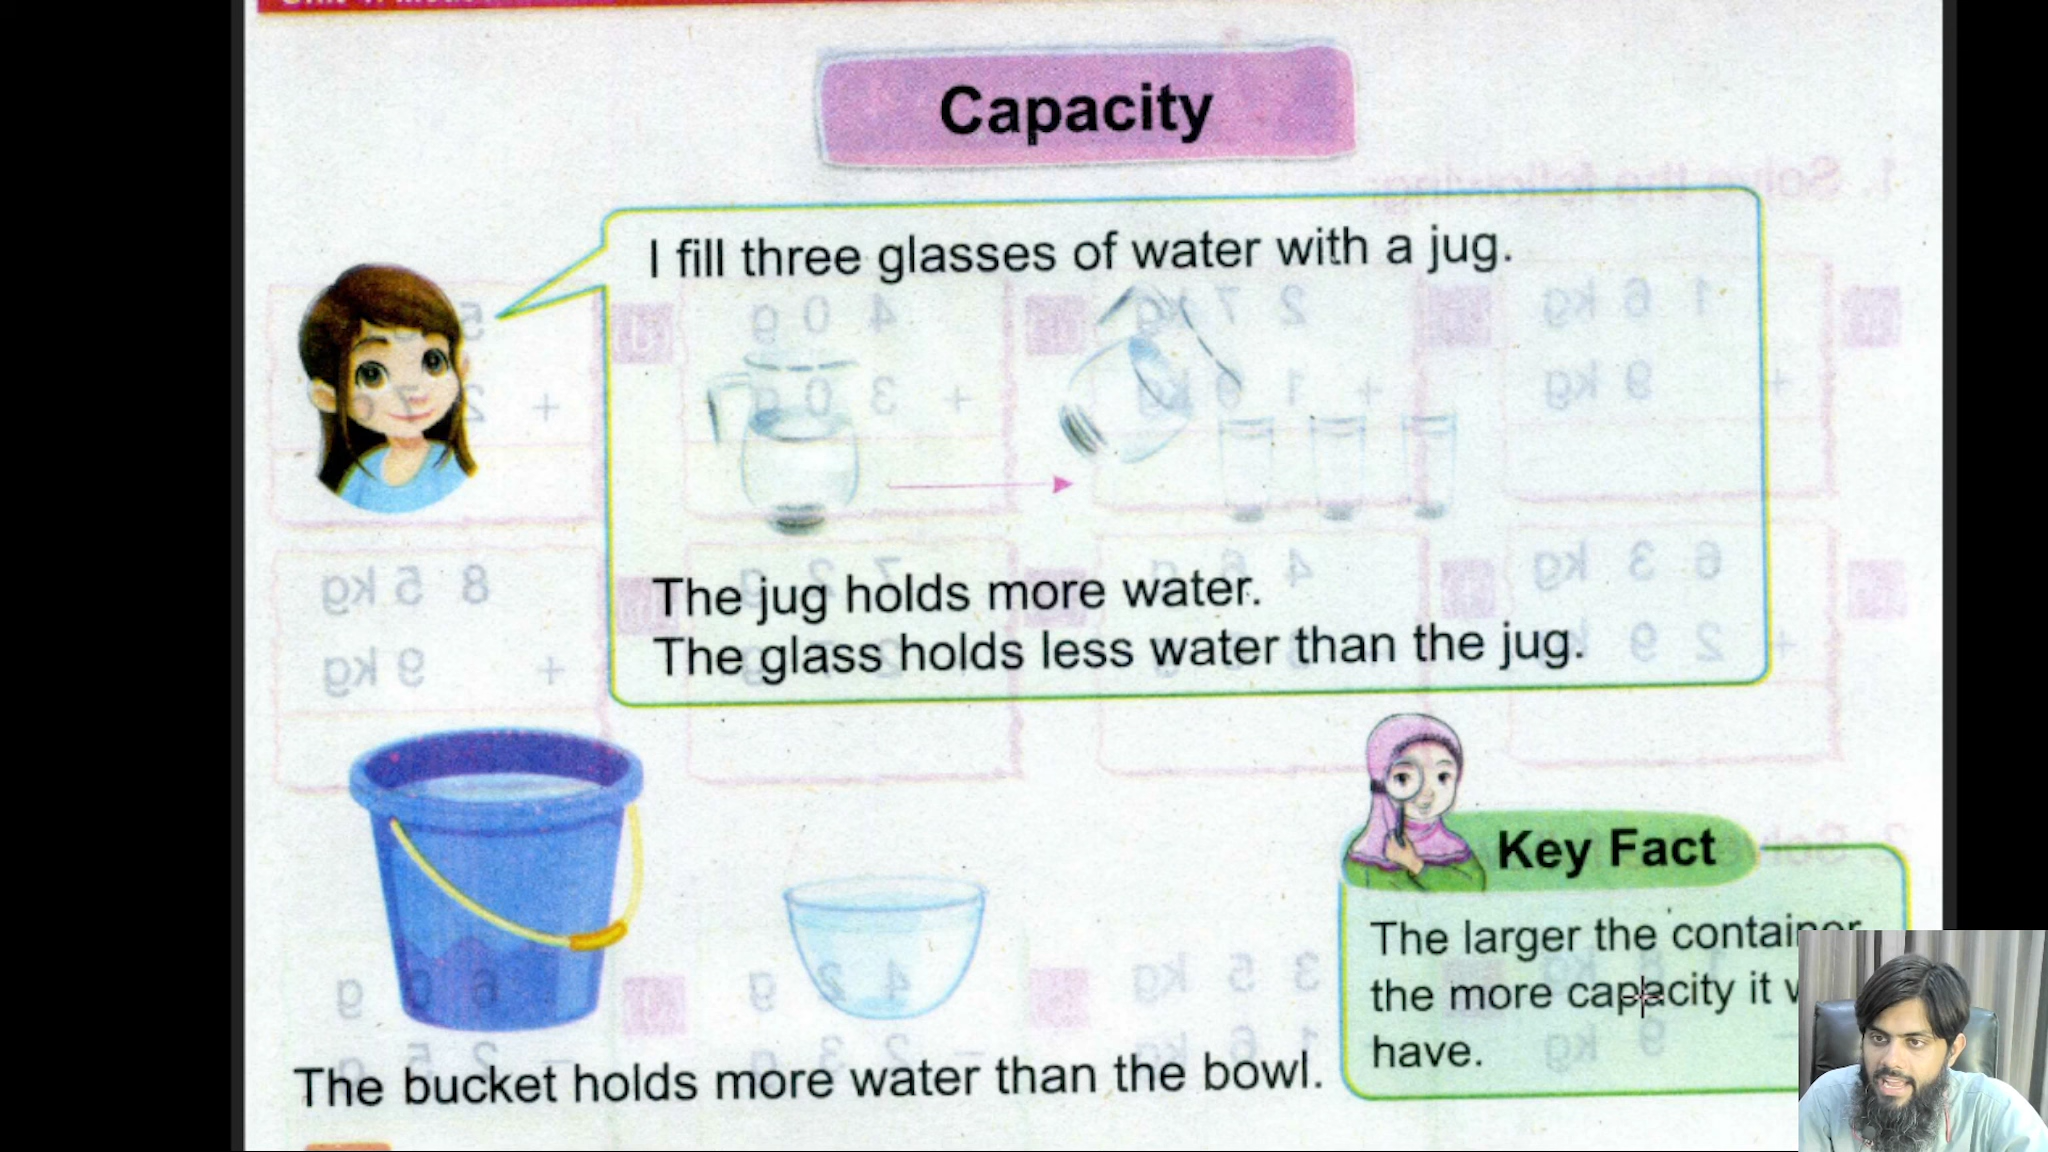 Capacity
I fill three glasses of water with a jug.
The jug holds more water.
The glass holds less water than the jug.
Key Fact
The larger the container
the more capacity it
have.
The bucket holds more water than the bowl.